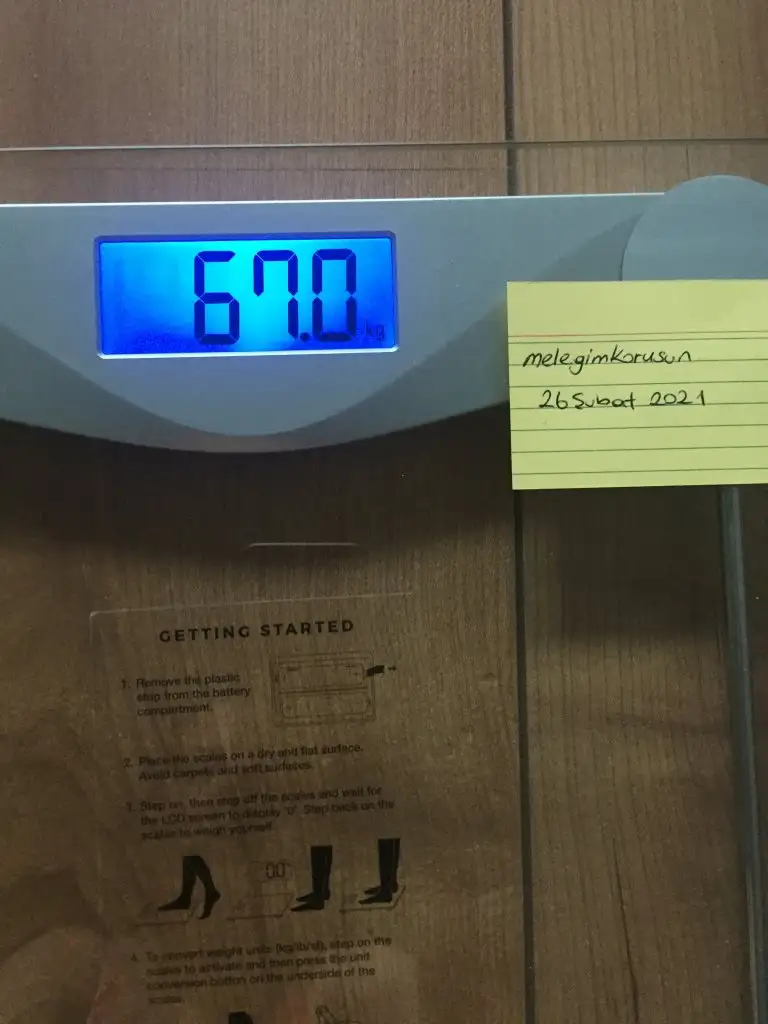 67.0 kg
melegimkorusun
26 Subat 2021
GETTING STARTED
1. Remove the plastic
stop from the battery
compartment.
2. Place the scales on a dry and flat surface.
Avoid carpets and soft surfaces.
3. Step on, then step off the scales and wait for
the LCD screen to display "0". Step back on the
scales to weigh yourself.
00
4. To convert weight units (kg/lb/st), step on the
scales to activate and then press the unit
conversion button on the underside of the
scales.